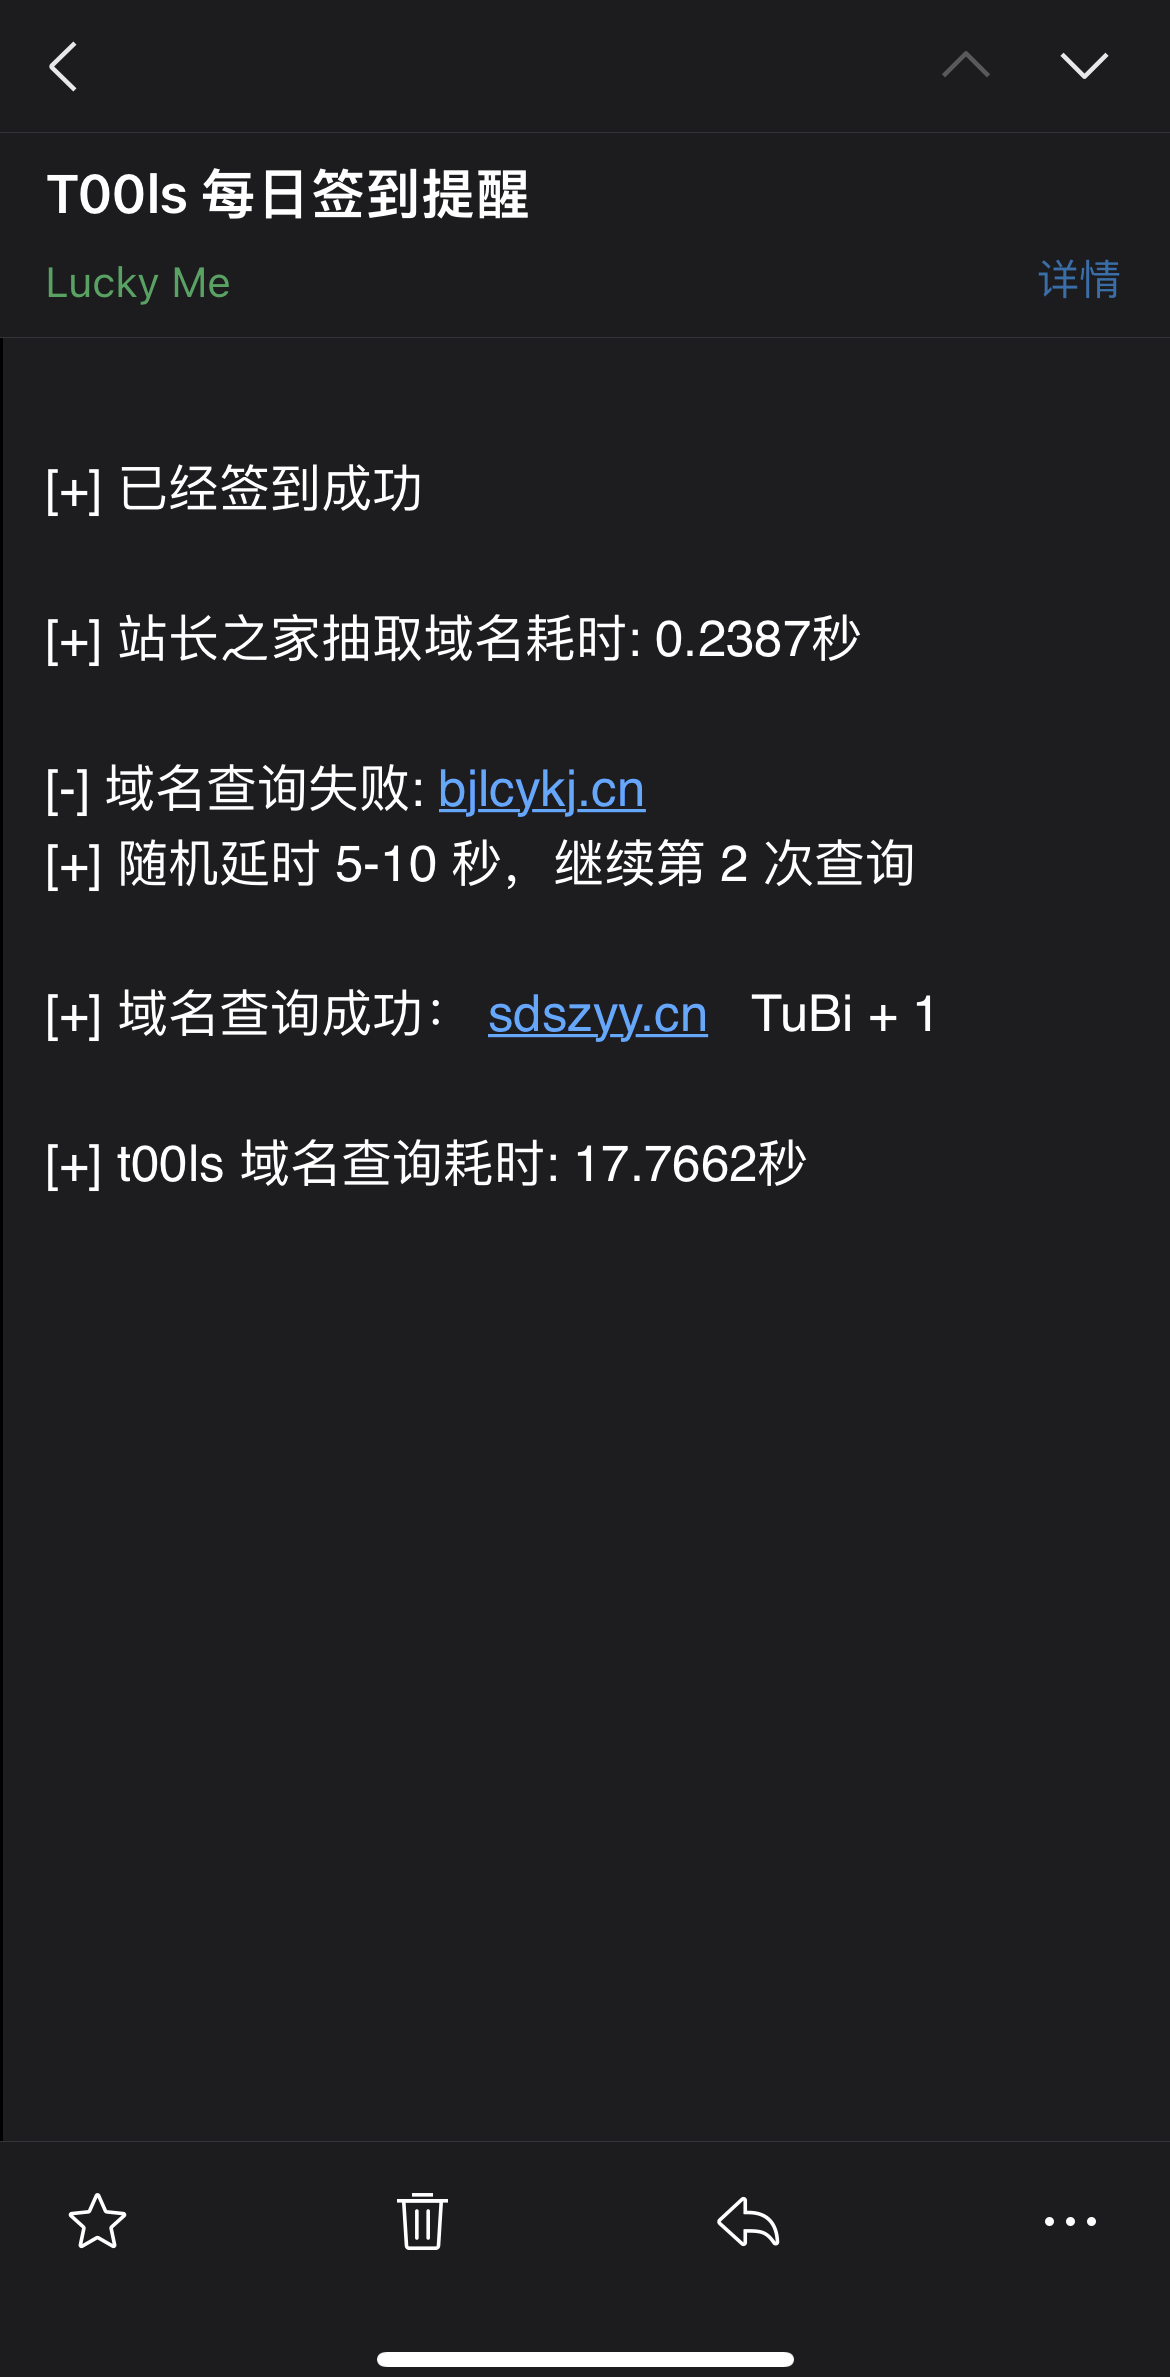 T00ls 每日签到提醒
Lucky Me
详情
[+] 已经签到成功
[+] 站长之家抽取域名耗时: 0.2387秒
[-] 域名查询失败: bjlcykj.cn
[+] 随机延时 5-10 秒，继续第 2 次查询
[+] 域名查询成功： sdszyy.cn TuBi + 1
[+] t00ls 域名查询耗时: 17.7662秒